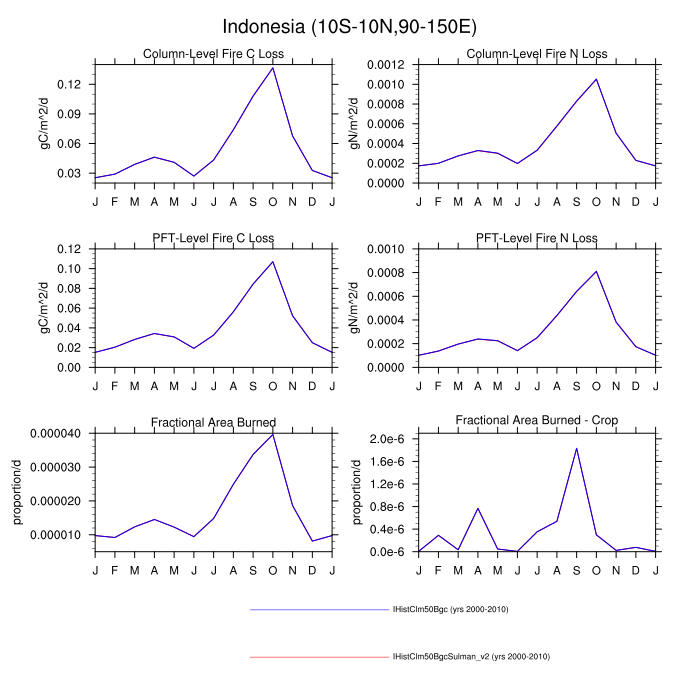 Indonesia (10S-10N,90-150E)
Column-Level Fire C Loss
gC/m^2/d
0.12
0.09
0.06
0.03
J F M A M J J A S O N D J
Column-Level Fire N Loss
gN/m^2/d
0.0012
0.0010
0.0008
0.0006
0.0004
0.0002
0.0000
J F M A M J J A S O N D J
PFT-Level Fire C Loss
gC/m^2/d
0.12
0.10
0.08
0.06
0.04
0.02
0.00
J F M A M J J A S O N D J
PFT-Level Fire N Loss
gN/m^2/d
0.0010
0.0008
0.0006
0.0004
0.0002
0.0000
J F M A M J J A S O N D J
Fractional Area Burned
proportion/d
0.000040
0.000030
0.000020
0.000010
J F M A M J J A S O N D J
Fractional Area Burned - Crop
proportion/d
2.0e-6
1.6e-6
1.2e-6
0.8e-6
0.4e-6
0.0e-6
J F M A M J J A S O N D J
IHistClm50Bgc (yrs 2000-2010)
IHistClm50BgcSulman_v2 (yrs 2000-2010)